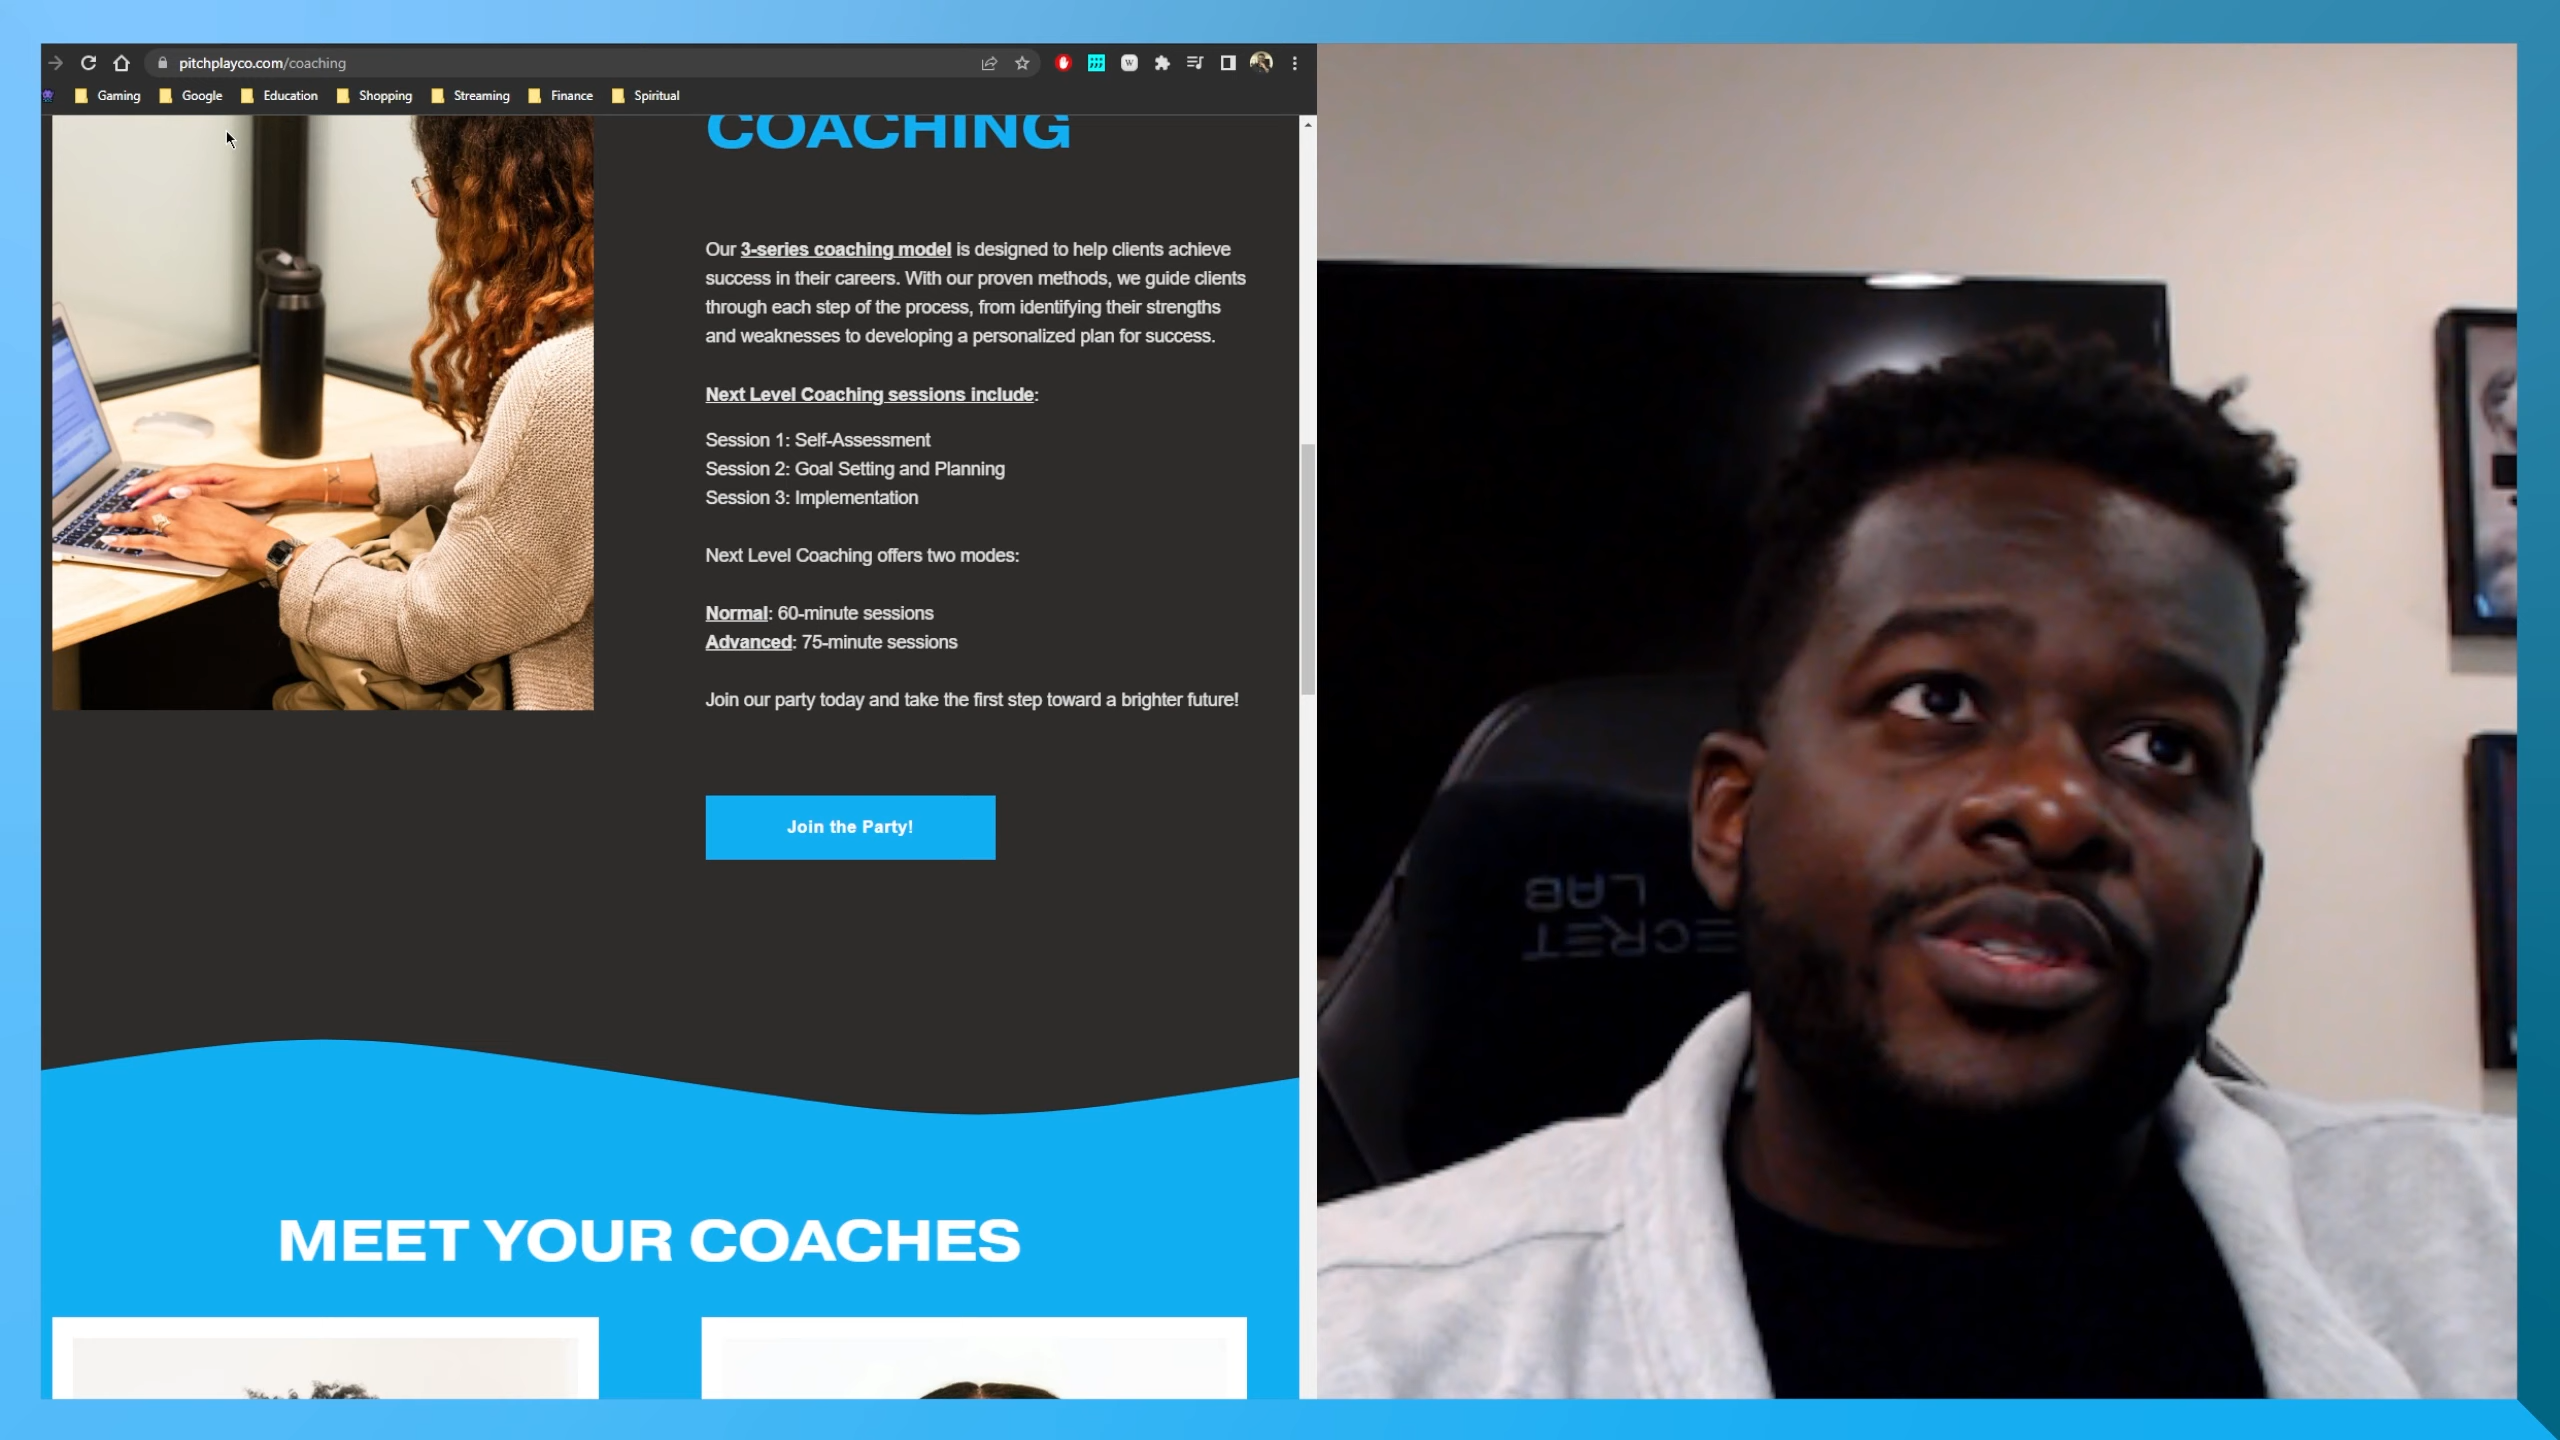 pitchplayco.com/coaching
Gaming
Google
Education
Shopping
Streaming
Finance
Spiritual
COACHING
Our 3-series coaching model is designed to help clients achieve
success in their careers. With our proven methods, we guide clients
through each step of the process, from identifying their strengths
and weaknesses to developing a personalized plan for success.
Next Level Coaching sessions include:
Session 1: Self-Assessment
Session 2: Goal Setting and Planning
Session 3: Implementation
Next Level Coaching offers two modes:
Normal: 60-minute sessions
Advanced: 75-minute sessions
Join our party today and take the first step toward a brighter future!
Join the Party!
MEET YOUR COACHES
LAB
ECRET